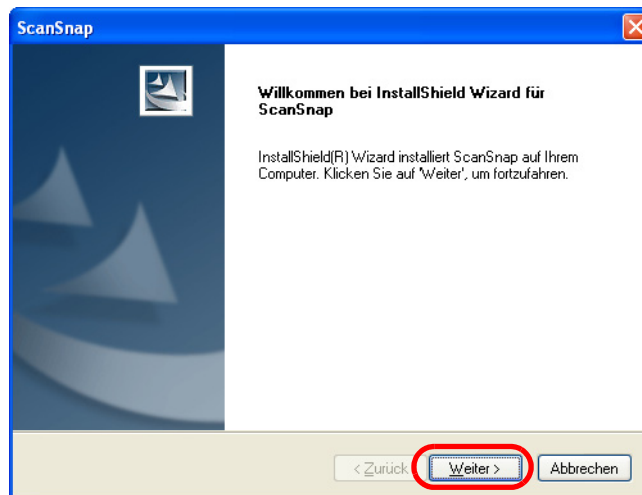 ScanSnap
Willkommen bei InstallShield Wizard für
ScanSnap
InstallShield(R) Wizard installiert ScanSnap auf Ihrem
Computer. Klicken Sie auf 'Weiter', um fortzufahren.
< Zurück Weiter > Abbrechen